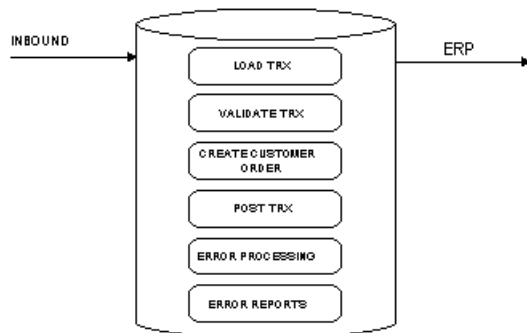 INBOUND
ERP
LOAD TRX
VALIDATE TRX
CREATE CUSTOMER
ORDER
POST TRX
ERROR PROCESSING
ERROR REPORTS